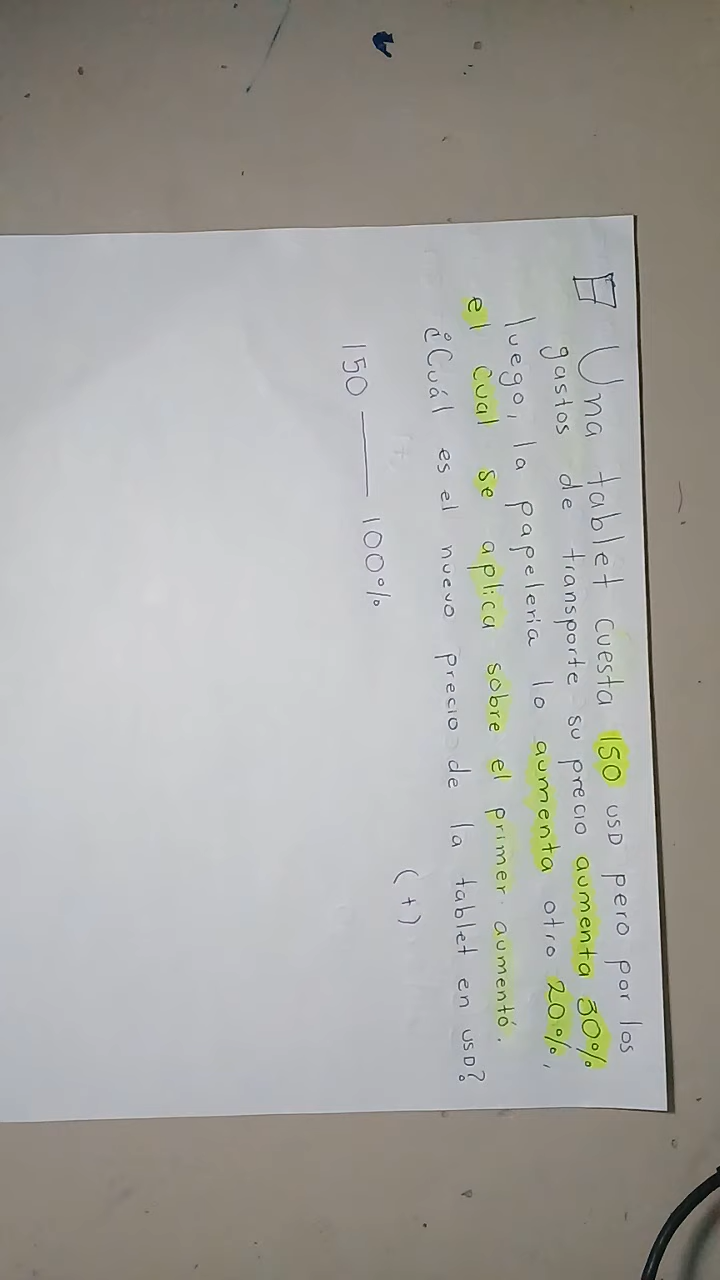 Una tablet cuesta 150 USD pero por los
gastos de transporte su precio aumenta 30%
luego, la papelería lo aumenta otro 20%,
el cual se aplica sobre el primer aumentó.
¿Cuál es el nuevo precio de la tablet en USD?
(+)
150 —— 100%